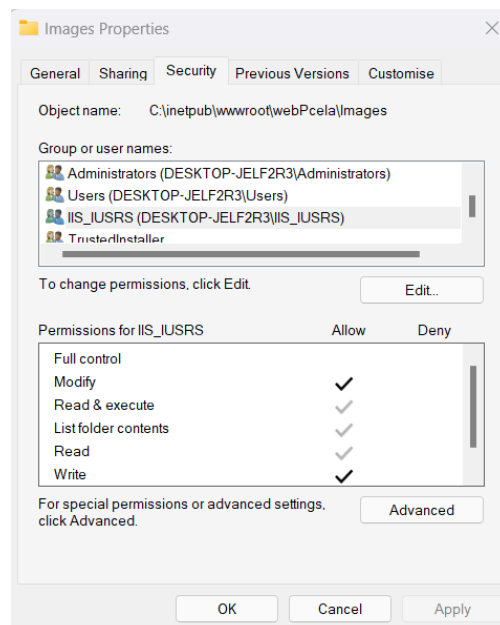 Images Properties
General Sharing Security Previous Versions Customise
Object name: C:\inetpub\wwwroot\webPcela\Images
Group or user names:
Administrators (DESKTOP-JELF2R3\Administrators)
Users (DESKTOP-JELF2R3\Users)
IIS_IUSRS (DESKTOP-JELF2R3\IIS_IUSRS)
TrustedInstaller
To change permissions, click Edit.
Edit...
Permissions for IIS_IUSRS Allow Deny
Full control
Modify
Read & execute
List folder contents
Read
Write
For special permissions or advanced settings,
click Advanced.
Advanced
OK Cancel Apply